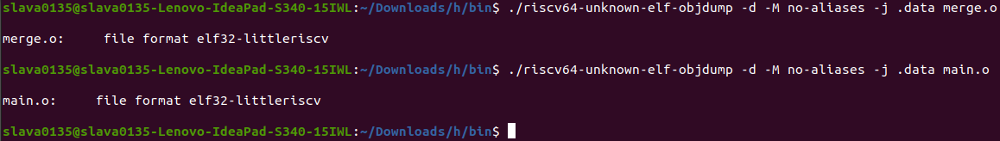 slava0135@slava0135-Lenovo-IdeaPad-S340-15IWL:~/Downloads/h/bin$ ./riscv64-unknown-elf-objdump -d -M no-aliases -j .data merge.o
merge.o:     file format elf32-littleriscv
slava0135@slava0135-Lenovo-IdeaPad-S340-15IWL:~/Downloads/h/bin$ ./riscv64-unknown-elf-objdump -d -M no-aliases -j .data main.o
main.o:     file format elf32-littleriscv
slava0135@slava0135-Lenovo-IdeaPad-S340-15IWL:~/Downloads/h/bin$